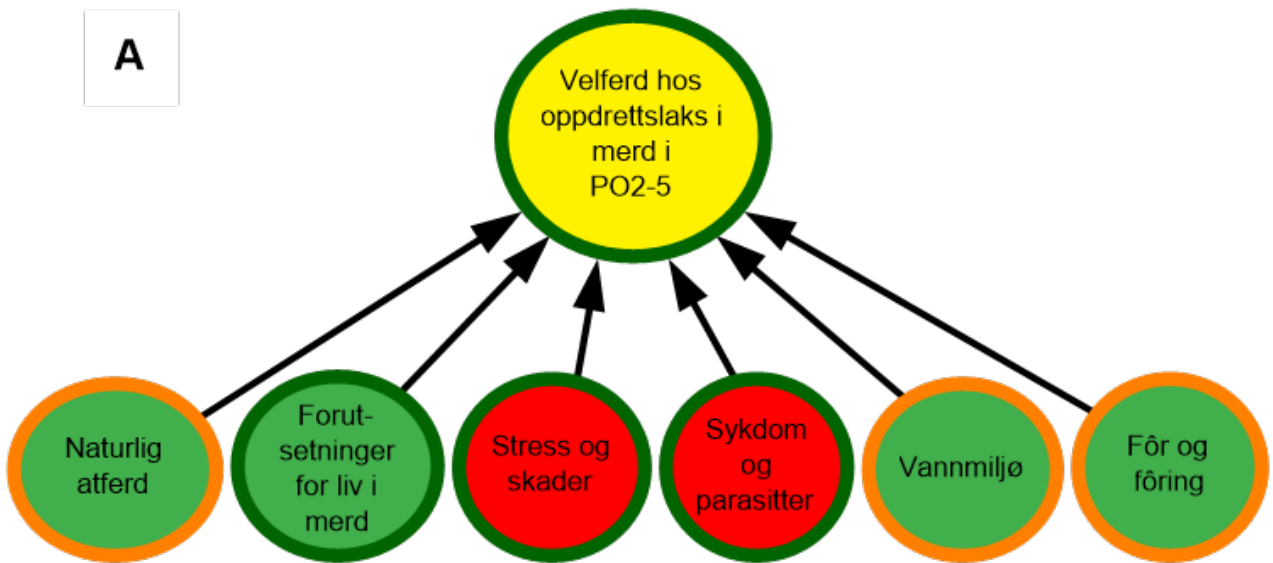 A
Velferd hos
oppdrettslaks i
merd i
PO2-5
Naturlig
atferd
Forut-
setninger
for liv i
merd
Stress og
skader
Sykdom
og
parasitter
Vannmiljø
Fôr og
fôring